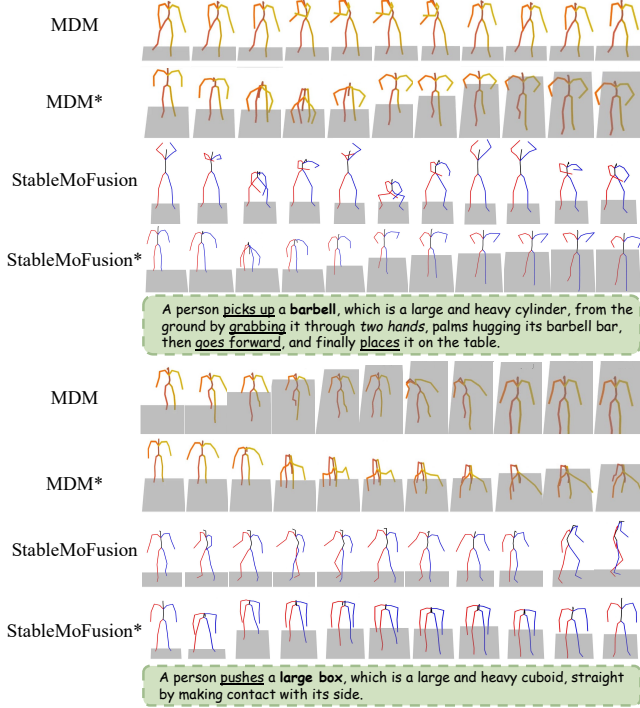 MDM
MDM*
StableMoFusion
StableMoFusion*
A person picks up a barbell, which is a large and heavy cylinder, from the
ground by grabbing it through two hands, palms hugging its barbell bar,
then goes forward, and finally places it on the table.
MDM
MDM*
StableMoFusion
StableMoFusion*
A person pushes a large box, which is a large and heavy cuboid, straight
by making contact with its side.